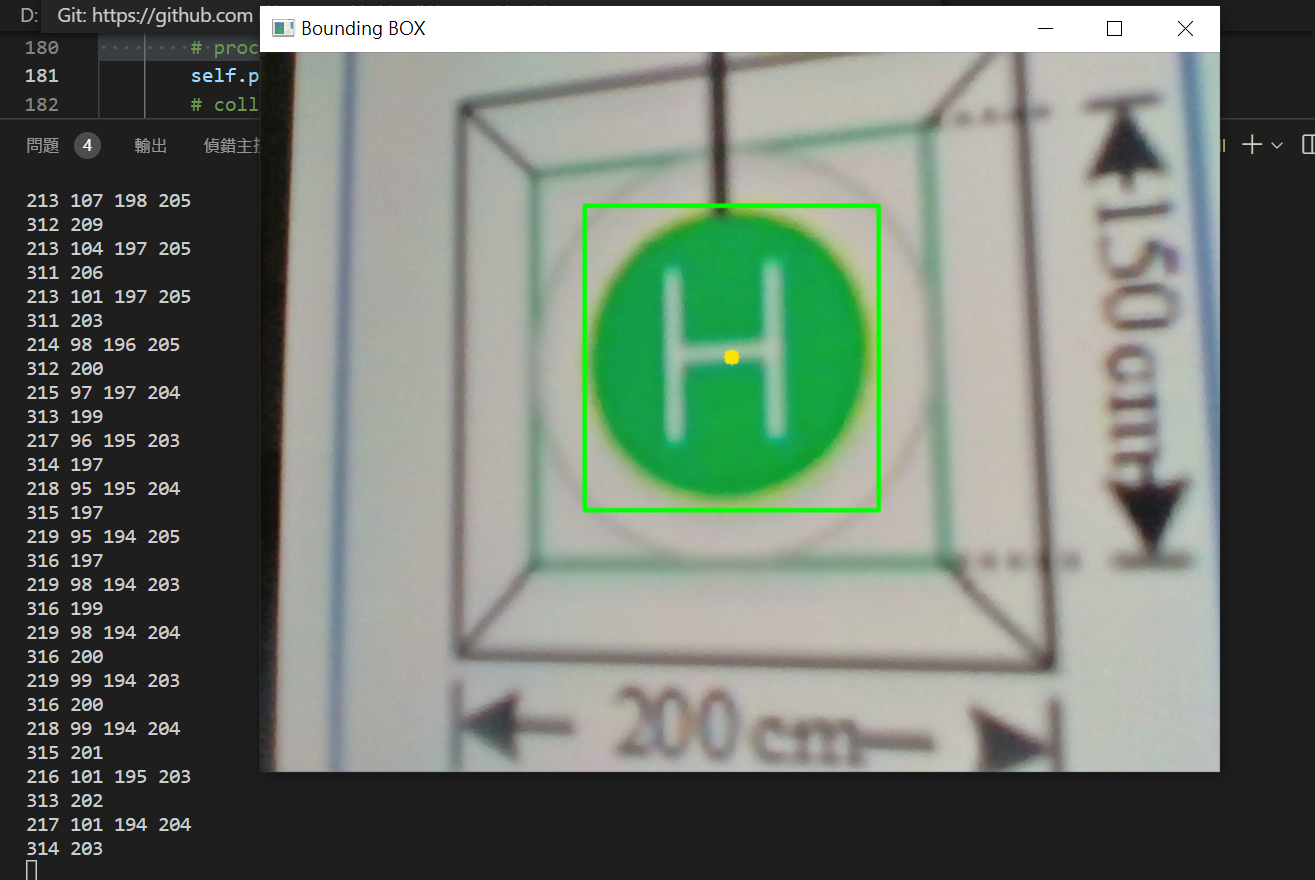 D: Git: https://github.com
Bounding BOX
180 # proc
181 self.p
182 # coll
問題 4 輸出 偵錯主控
213 107 198 205
312 209
213 104 197 205
311 206
213 101 197 205
311 203
214 98 196 205
312 200
215 97 197 204
313 199
217 96 195 203
314 197
218 95 195 204
315 197
219 95 194 205
316 197
219 98 194 203
316 199
219 98 194 204
316 200
219 99 194 203
316 200
218 99 194 204
315 201
216 101 195 203
313 202
217 101 194 204
314 203
H
150cm
200cm